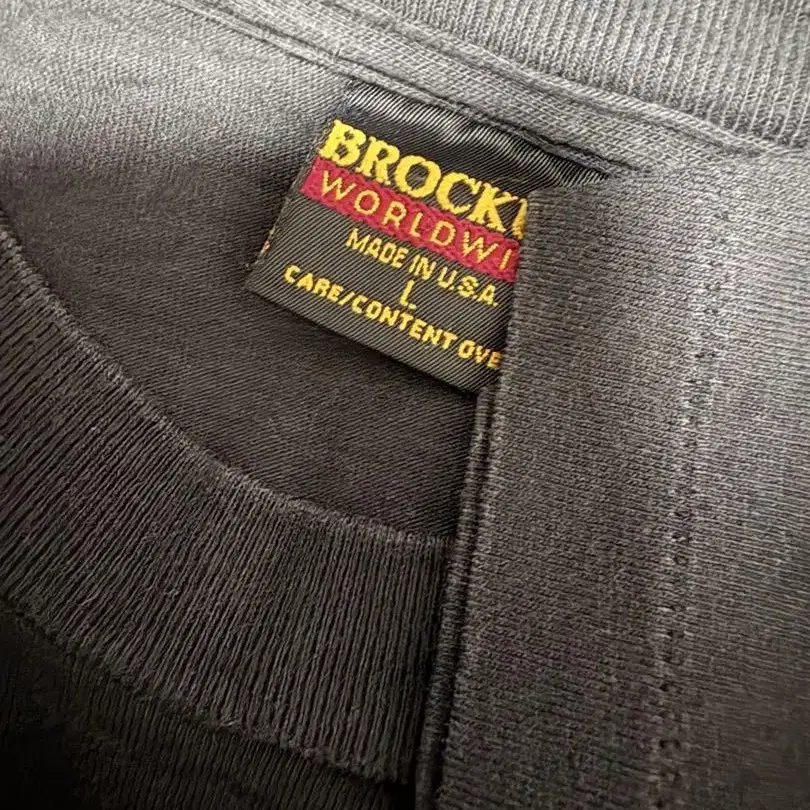 BROCK
WORLDWI
MADE IN U.S.A.
L
CARE/CONTENT OVE